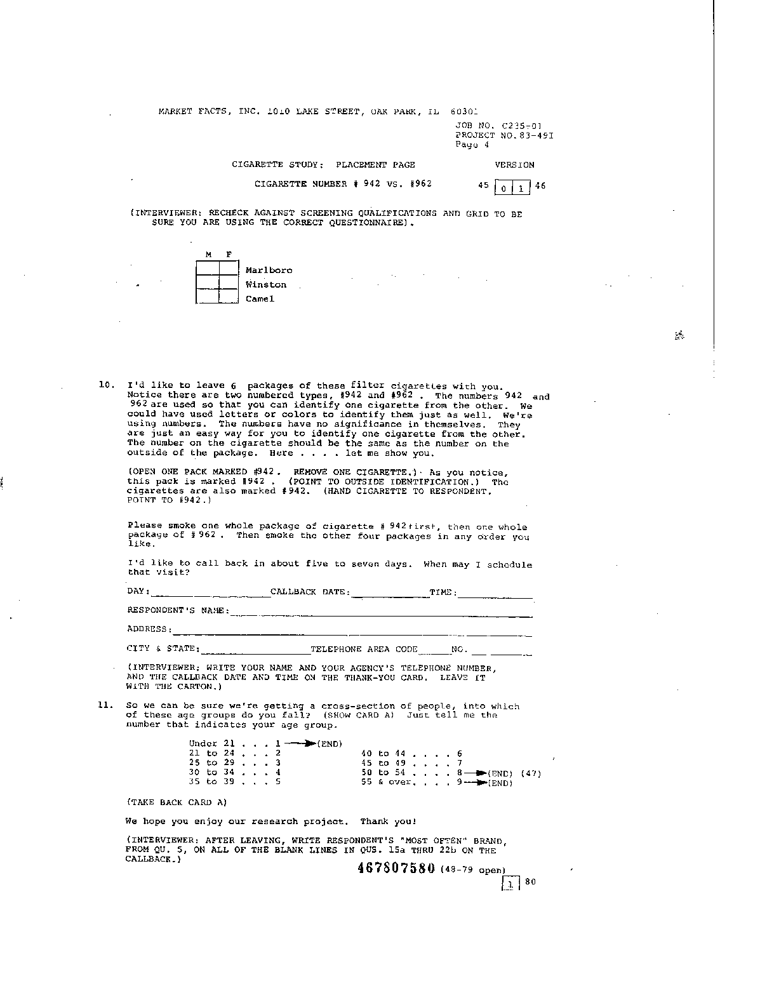 MARKET FACTS, INC. 1010 LAKE STREET, OAK PARK, IL 60301
JOB NO. C235-01
PROJECT NO. 83-49I
Page 4
CIGARETTE STUDY: PLACEMENT PAGE
VERSION
CIGARETTE NUMBER # 942 VS. #962
45 0 1 46
(INTERVIEWER: RECHECK AGAINST SCREENING QUALIFICATIONS AND GRID TO BE
SURE YOU ARE USING THE CORRECT QUESTIONNAIRE).
M F
Marlboro
Winston
Camel
10. I'd like to leave 6 packages of these filter cigarettes with you.
Notice there are two numbered types, #942 and #962 . The numbers 942 and
962 are used so that you can identify one cigarette from the other. We
could have used letters or colors to identify them just as well. We're
using numbers. The numbers have no significance in themselves. They
are just an easy way for you to identify one cigarette from the other.
The number on the cigarette should be the same as the number on the
outside of the package. Here . . . . let me show you.
(OPEN ONE PACK MARKED #942. REMOVE ONE CIGARETTE.) As you notice,
this pack is marked #942 . (POINT TO OUTSIDE IDENTIFICATION.) The
cigarettes are also marked #942. (HAND CIGARETTE TO RESPONDENT.
POINT TO #942.)
Please smoke one whole package of cigarette # 942 first, then one whole
package of # 962 . Then smoke the other four packages in any order you
like.
I'd like to call back in about five to seven days. When may I schedule
that visit?
DAY: CALLBACK DATE: TIME:
RESPONDENT'S NAME:
ADDRESS:
CITY & STATE: TELEPHONE AREA CODE NO.
(INTERVIEWER: WRITE YOUR NAME AND YOUR AGENCY'S TELEPHONE NUMBER,
AND THE CALLBACK DATE AND TIME ON THE THANK-YOU CARD. LEAVE IT
WITH THE CARTON.)
11. So we can be sure we're getting a cross-section of people, into which
of these age groups do you fall? (SHOW CARD A) Just tell me the
number that indicates your age group.
Under 21 . . . 1 (END)
21 to 24 . . . 2 40 to 44 . . . . 6
25 to 29 . . . 3 45 to 49 . . . . 7
30 to 34 . . . 4 50 to 54 . . . . 8 (END) (47)
35 to 39 . . . 5 55 & over. . . . 9 (END)
(TAKE BACK CARD A)
We hope you enjoy our research project. Thank you!
(INTERVIEWER: AFTER LEAVING, WRITE RESPONDENT'S "MOST OFTEN" BRAND,
FROM QU. 5, ON ALL OF THE BLANK LINES IN QUS. 15a THRU 22b ON THE
CALLBACK.)
467807580 (48-79 open)
1 80